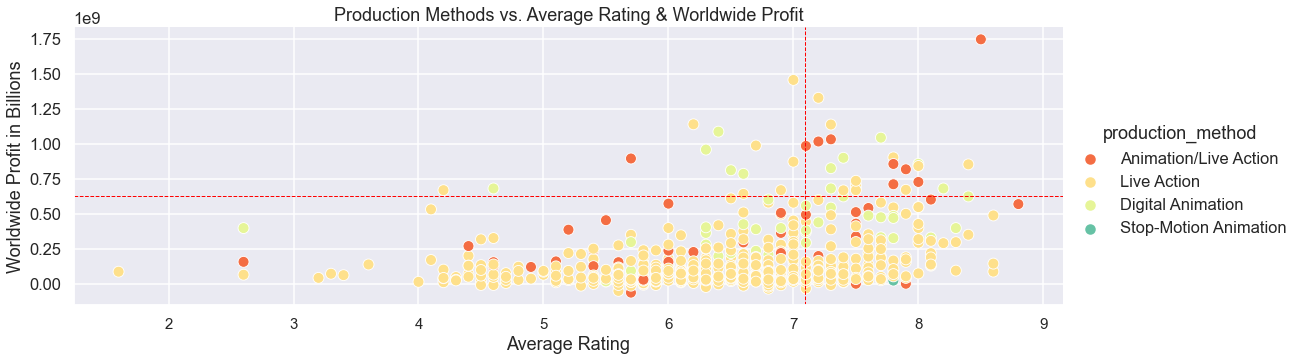 Production Methods vs. Average Rating & Worldwide Profit
1e9
1.75
1.50
1.25
1.00
0.75
0.50
0.25
0.00
Worldwide Profit in Billions
2 3 4 5 6 7 8 9
Average Rating
production_method
Animation/Live Action
Live Action
Digital Animation
Stop-Motion Animation